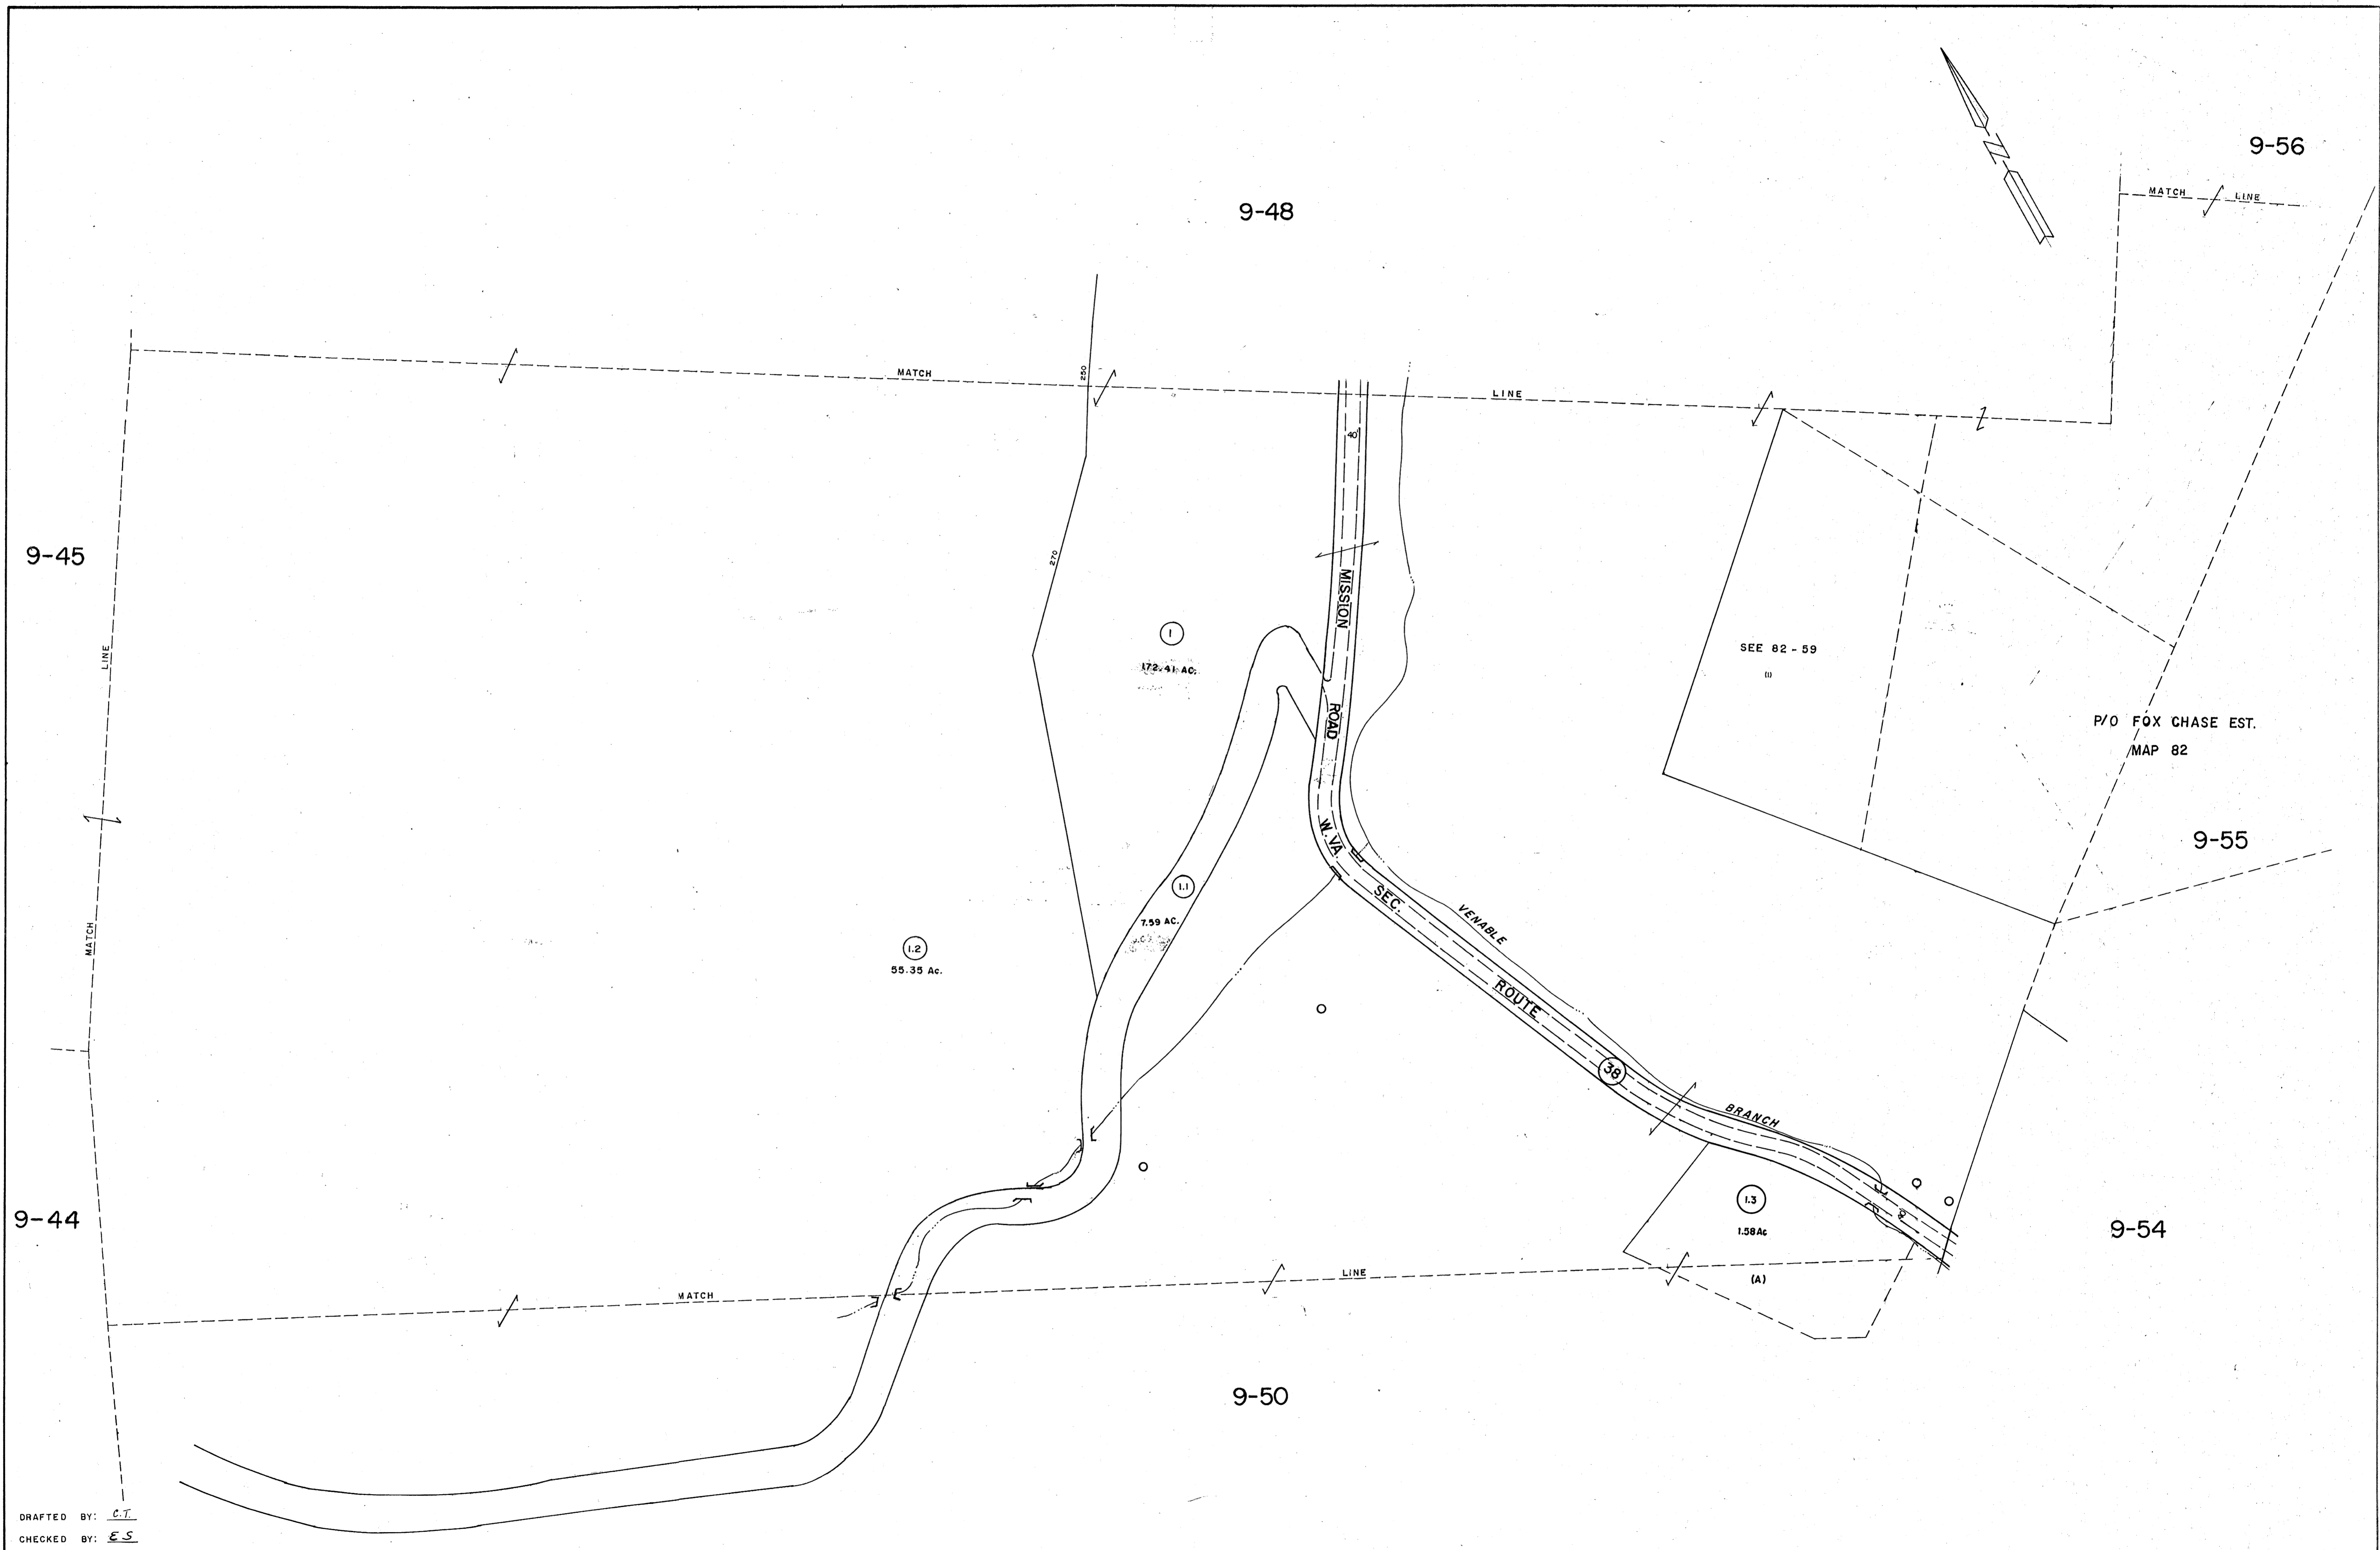 9-56
MATCH LINE
9-48
MATCH
250
LINE
40'
9-45
270
MISSION
1
172.41 AC.
LINE
SEE 82-59
(1)
ROAD
P/O FOX CHASE EST.
MAP 82
W. VA.
9-55
1.1
7.59 AC.
SEC.
VENABLE
MATCH
1.2
55.35 Ac.
ROUTE
38
BRANCH
1.3
1.58 Ac
9-44
9-54
LINE
(A)
MATCH
9-50
DRAFTED BY: C.T.
CHECKED BY: E S